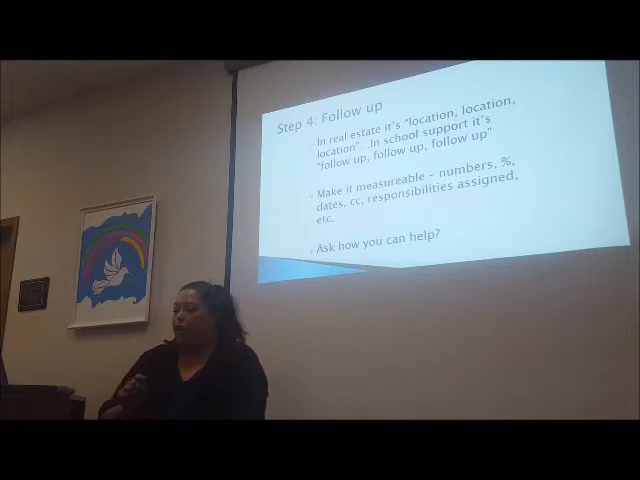 Step 4: Follow up
In real estate it's "location, location,
location"...In school support it's
"follow up, follow up, follow up"
Make it measureable – numbers, %,
dates, cc, responsibilities assigned,
etc.
Ask how you can help?